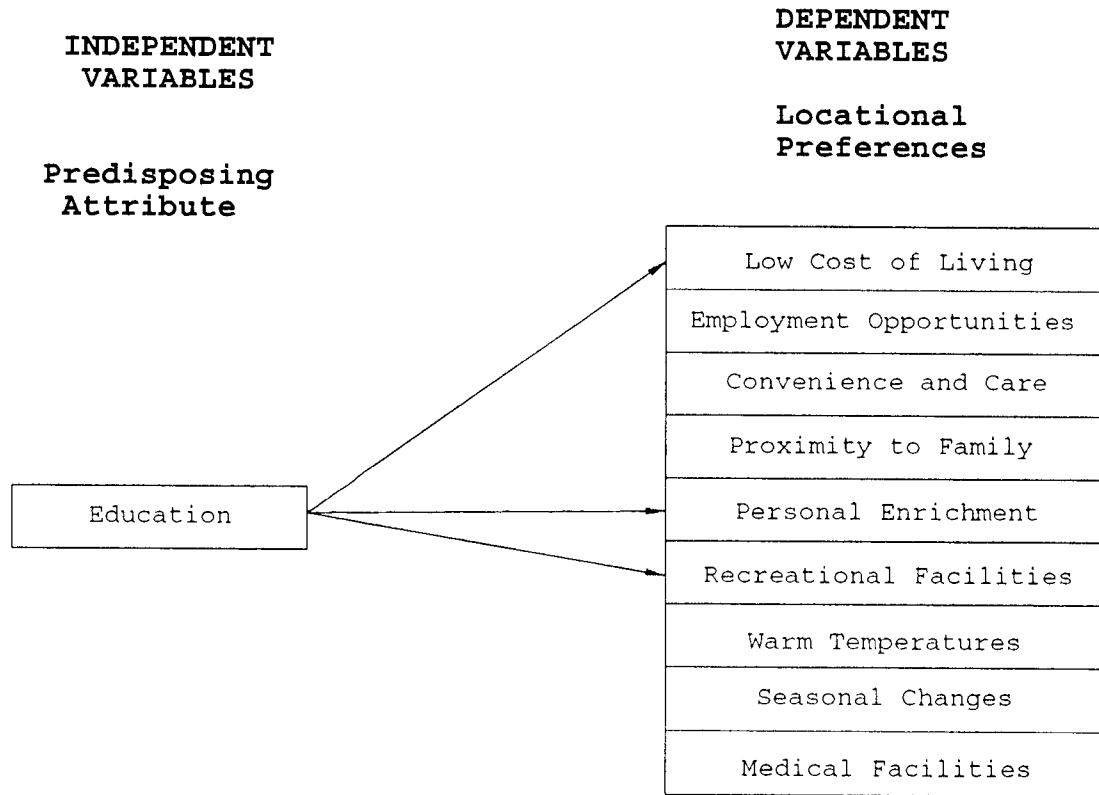 INDEPENDENT
VARIABLES
Predisposing
Attribute
Education
DEPENDENT
VARIABLES
Locational
Preferences
Low Cost of Living
Employment Opportunities
Convenience and Care
Proximity to Family
Personal Enrichment
Recreational Facilities
Warm Temperatures
Seasonal Changes
Medical Facilities